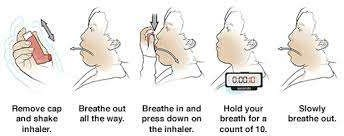 0:00:10
seconds
Remove cap
and shake
inhaler.
Breathe out
all the way.
Breathe in and
press down on
the inhaler.
Hold your
breath for a
count of 10.
Slowly
breathe out.